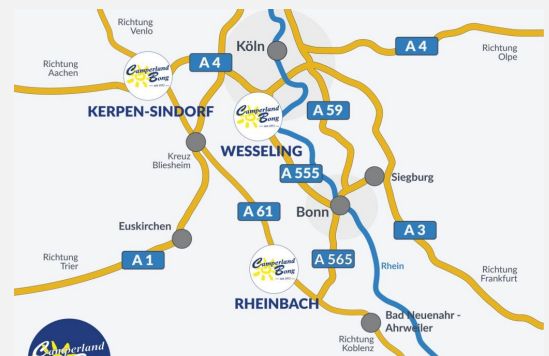 Richtung
Venlo
Köln
A 4
A 4
Richtung
Olpe
Richtung
Aachen
Camperland
Bong
KERPEN-SINDORF
Camperland
Bong
WESSELING
A 59
Kreuz
Bliesheim
A 555
Siegburg
Bonn
A 61
Euskirchen
A 3
A 1
A 565
Richtung
Trier
Camperland
Bong
Rhein
Richtung
Frankfurt
RHEINBACH
Bad Neuenahr -
Ahrweiler
Richtung
Koblenz
Camperland